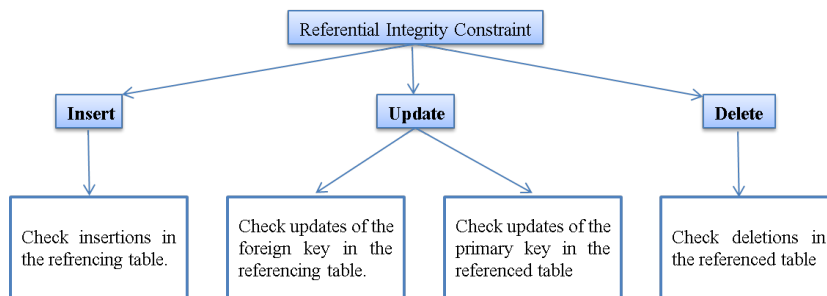 Referential Integrity Constraint
Insert
Update
Delete
Check insertions in
the refrencing table.
Check updates of the
foreign key in the
referencing table.
Check updates of the
primary key in the
referenced table
Check deletions in
the referenced table